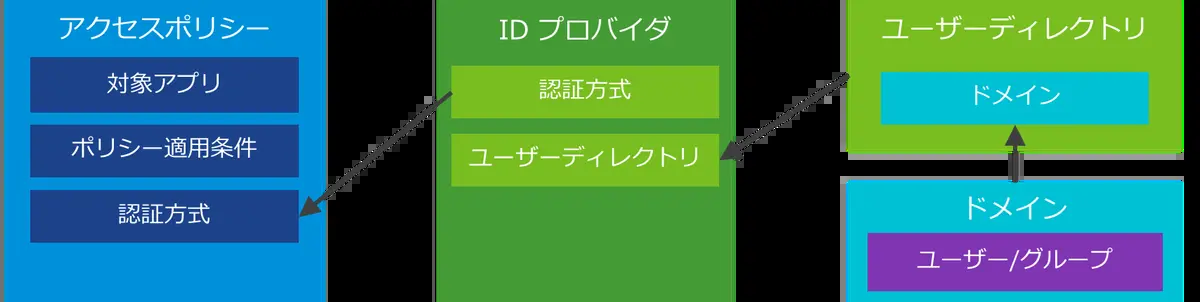 アクセスポリシー
対象アプリ
ポリシー適用条件
認証方式
ID プロバイダ
認証方式
ユーザーディレクトリ
ユーザーディレクトリ
ドメイン
ドメイン
ユーザー/グループ